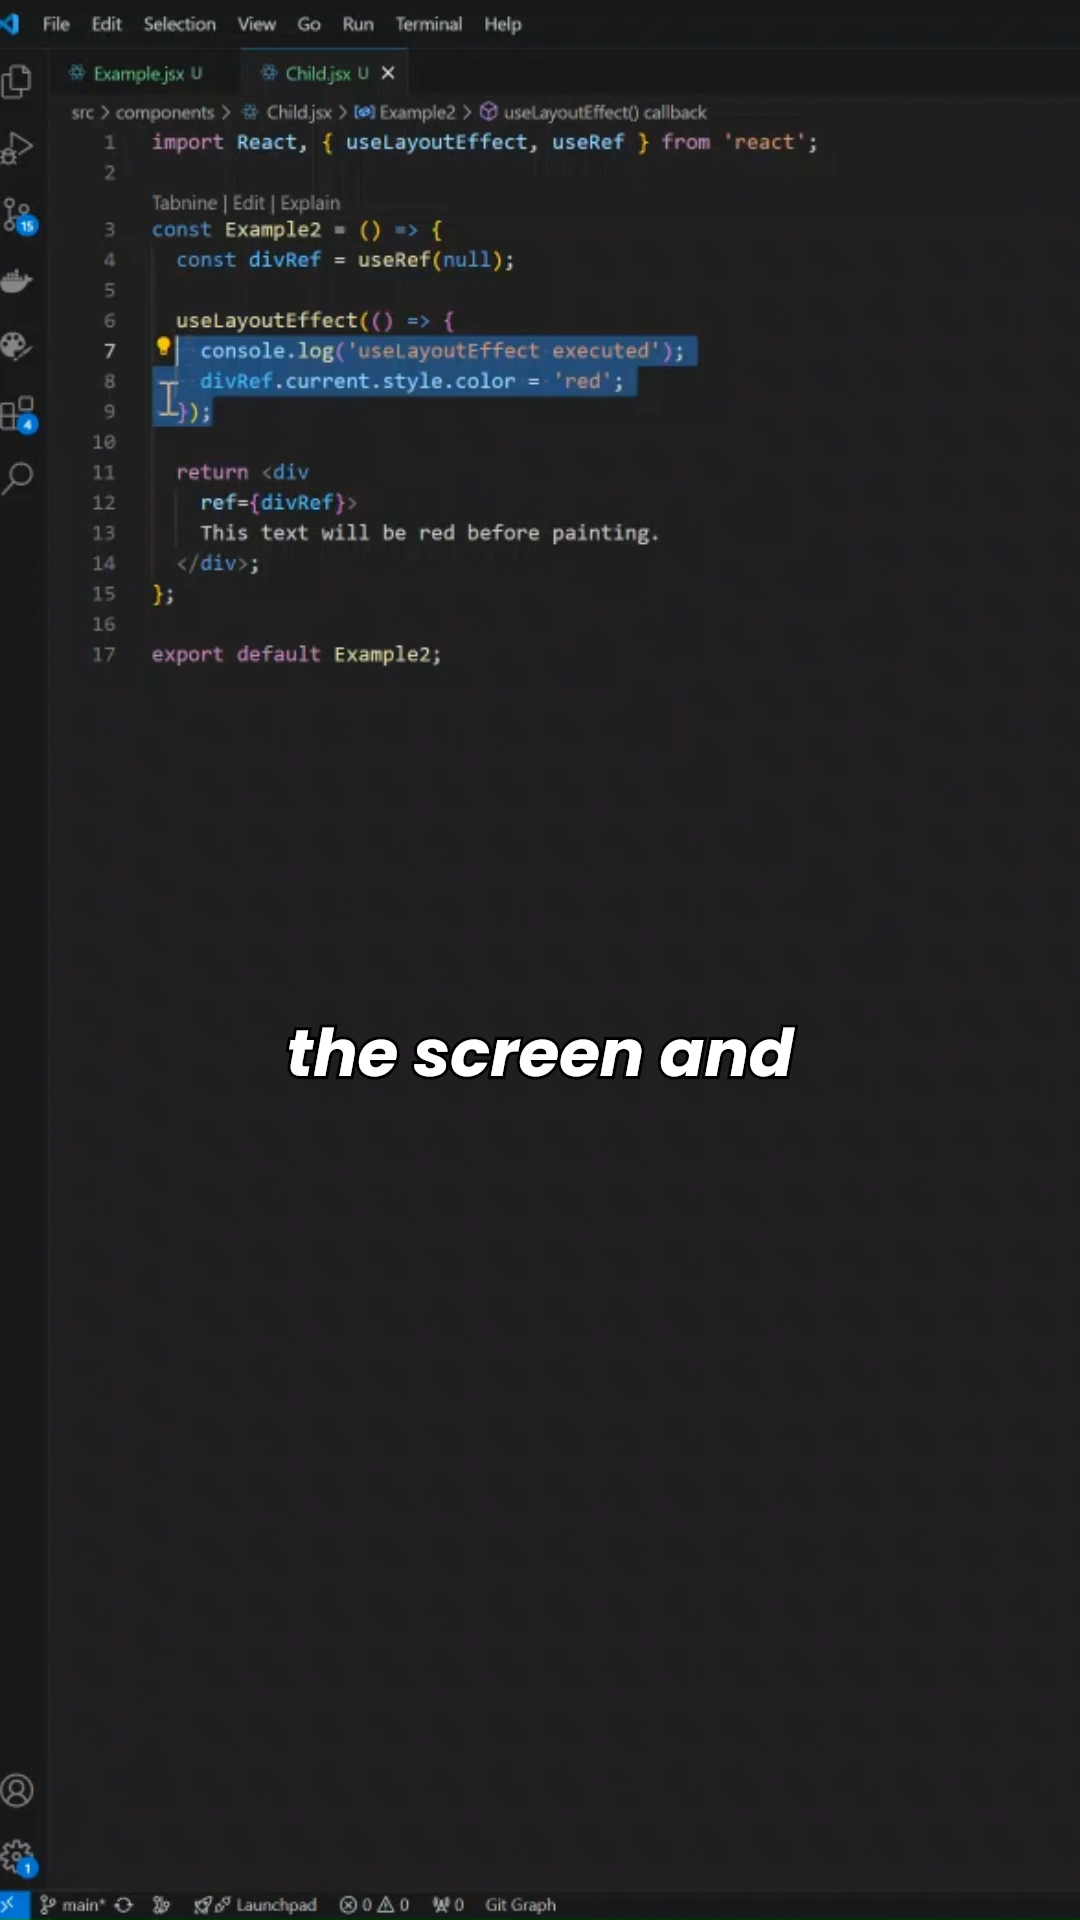 File Edit Selection View Go Run Terminal Help
Example.jsx U Child.jsx U
src > components > Child.jsx > Example2 > useLayoutEffect() callback
1 import React, { useLayoutEffect, useRef } from 'react';
2
Tabnine | Edit | Explain
3 const Example2 = () => {
4 const divRef = useRef(null);
5
6 useLayoutEffect(() => {
7 console.log('useLayoutEffect executed');
8 divRef.current.style.color = 'red';
9 });
10
11 return <div
12 ref={divRef}>
13 This text will be red before painting.
14 </div>;
15 };
16
17 export default Example2;
15
4
the screen and
1
main* Launchpad 0 0 0 Git Graph